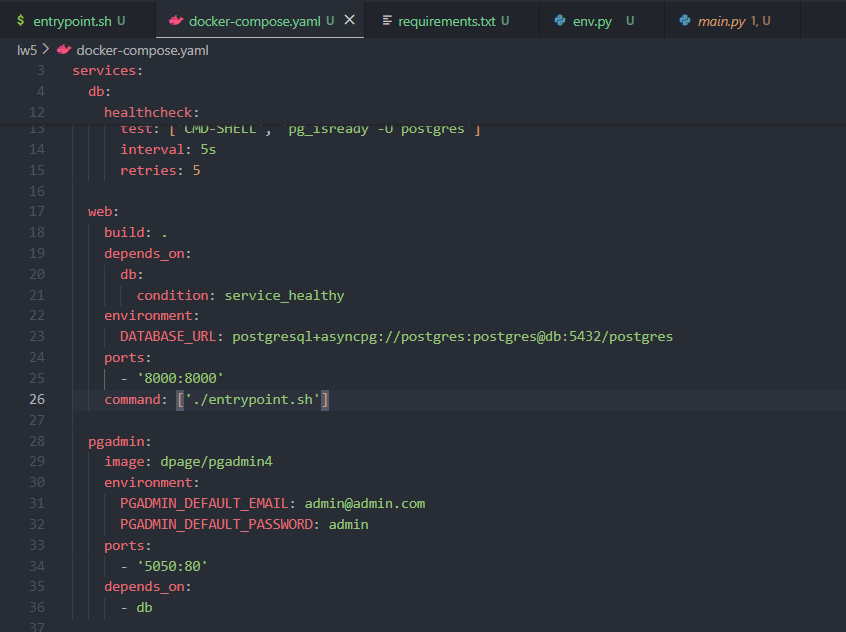 $ entrypoint.sh U docker-compose.yaml U × requirements.txt U env.py U main.py 1, U
lw5 > docker-compose.yaml
3 services:
4 db:
12 healthcheck:
13 test: ['CMD-SHELL', 'pg_isready -U postgres']
14 interval: 5s
15 retries: 5
16
17 web:
18 build: .
19 depends_on:
20 db:
21 condition: service_healthy
22 environment:
23 DATABASE_URL: postgresql+asyncpg://postgres:postgres@db:5432/postgres
24 ports:
25 - '8000:8000'
26 command: ['./entrypoint.sh']
27
28 pgadmin:
29 image: dpage/pgadmin4
30 environment:
31 PGADMIN_DEFAULT_EMAIL: admin@admin.com
32 PGADMIN_DEFAULT_PASSWORD: admin
33 ports:
34 - '5050:80'
35 depends_on:
36 - db
37